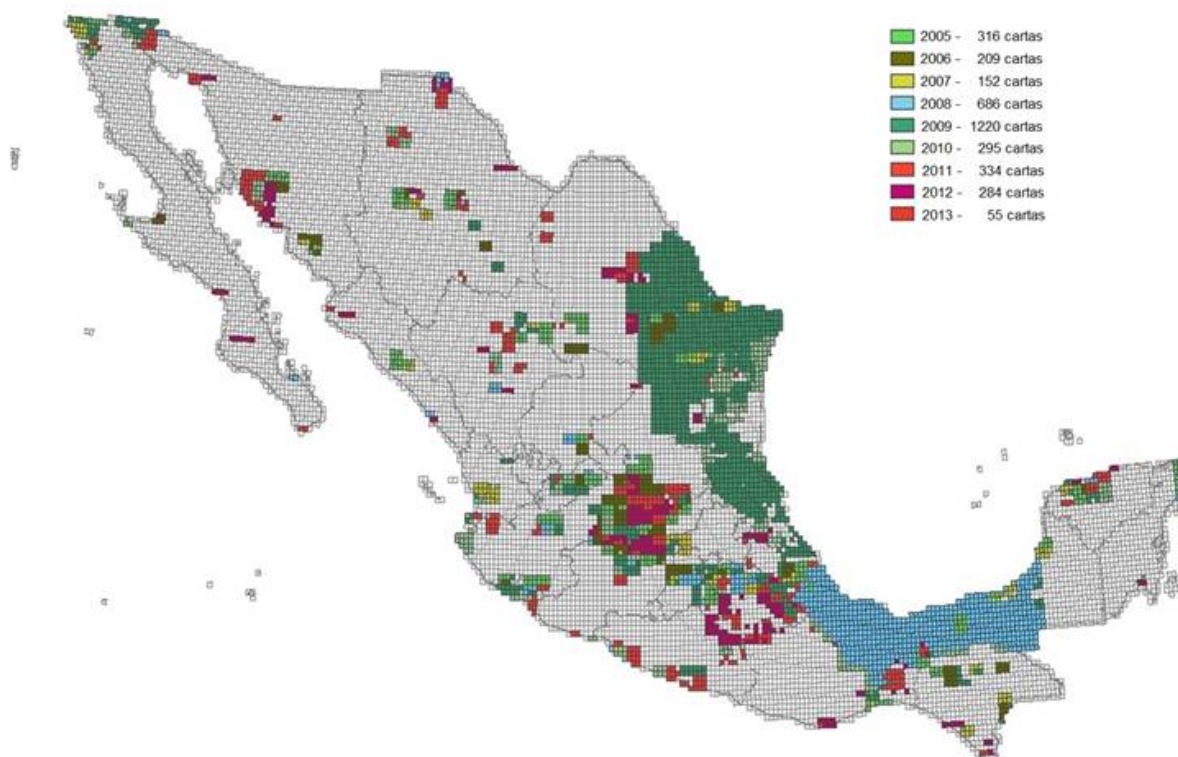 2005 - 316 cartas
2006 - 209 cartas
2007 - 152 cartas
2008 - 686 cartas
2009 - 1220 cartas
2010 - 295 cartas
2011 - 334 cartas
2012 - 284 cartas
2013 - 55 cartas